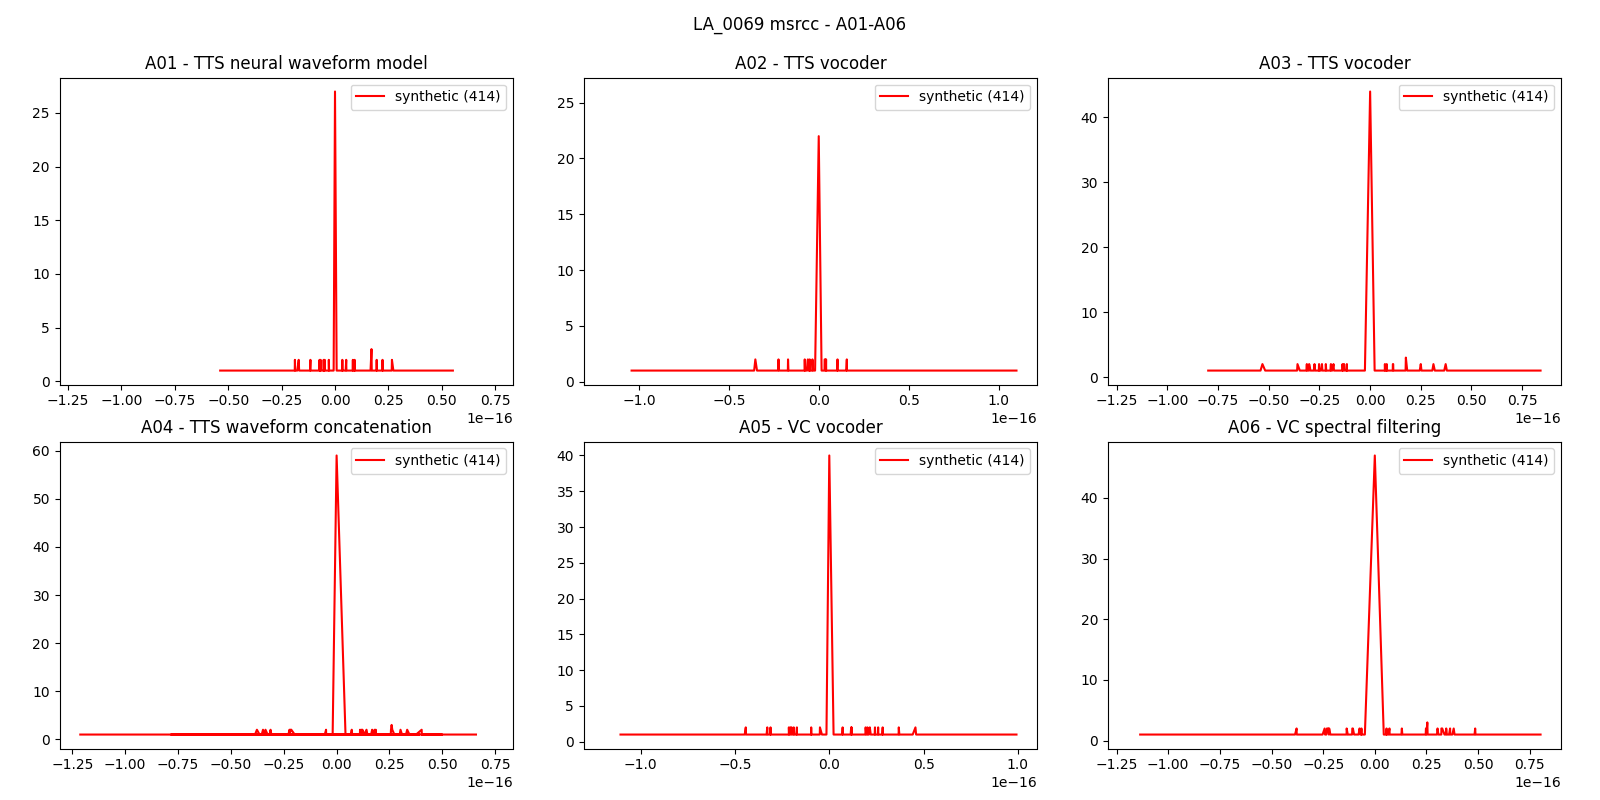 LA_0069 msrcc - A01-A06
A01 - TTS neural waveform model
A02 - TTS vocoder
A03 - TTS vocoder
synthetic (414)
synthetic (414)
synthetic (414)
25
20
15
10
5
0
25
20
15
10
5
0
40
30
20
10
0
−1.25 −1.00 −0.75 −0.50 −0.25 0.00 0.25 0.50 0.75
1e−16
−1.0 −0.5 0.0 0.5 1.0
1e−16
−1.25 −1.00 −0.75 −0.50 −0.25 0.00 0.25 0.50 0.75
1e−16
A04 - TTS waveform concatenation
A05 - VC vocoder
A06 - VC spectral filtering
synthetic (414)
synthetic (414)
synthetic (414)
60
50
40
30
20
10
0
40
35
30
25
20
15
10
5
0
40
30
20
10
0
−1.25 −1.00 −0.75 −0.50 −0.25 0.00 0.25 0.50 0.75
1e−16
−1.0 −0.5 0.0 0.5 1.0
1e−16
−1.25 −1.00 −0.75 −0.50 −0.25 0.00 0.25 0.50 0.75
1e−16